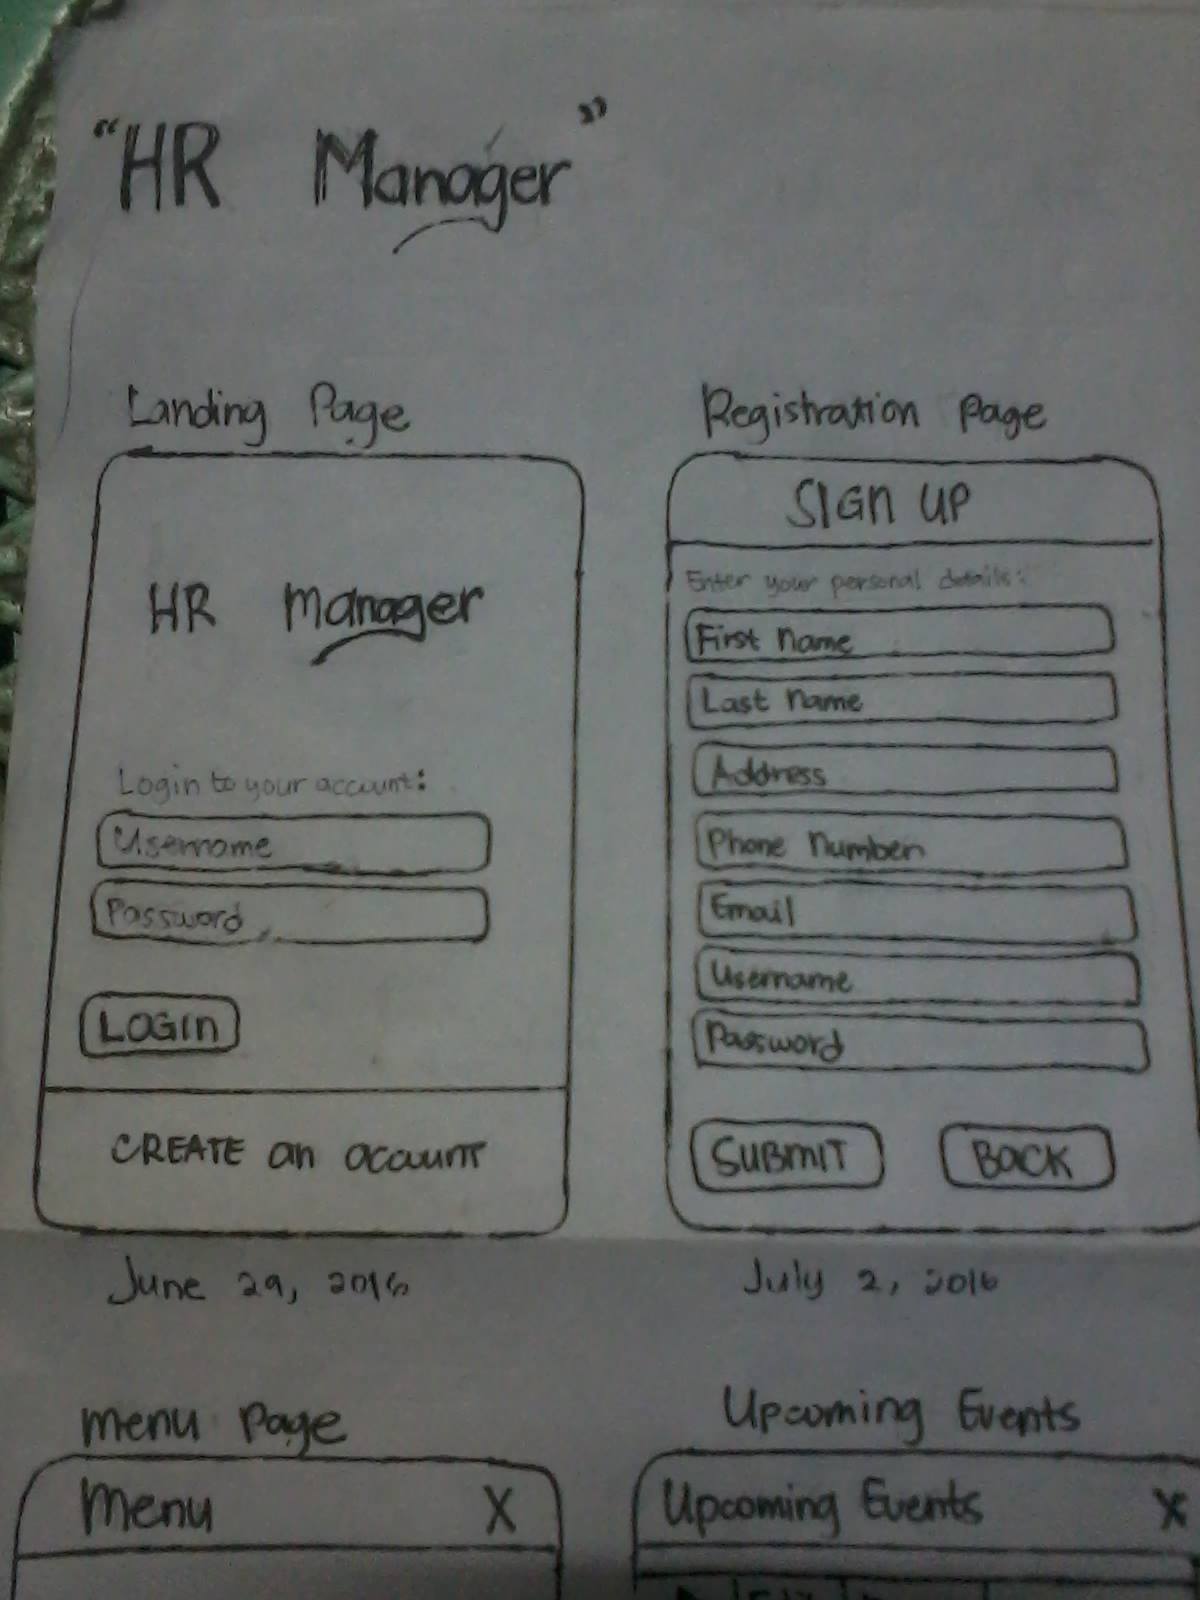 "HR Manager"
Landing Page
HR Manager
Login to your account:
Username
Password
LOGIN
CREATE an account
June 29, 2016
Registration Page
SIGN UP
Enter your personal details:
First Name
Last Name
Address
Phone Number
Email
Username
Password
SUBMIT
BACK
July 2, 2016
Menu Page
Menu X
Upcoming Events
Upcoming Events X